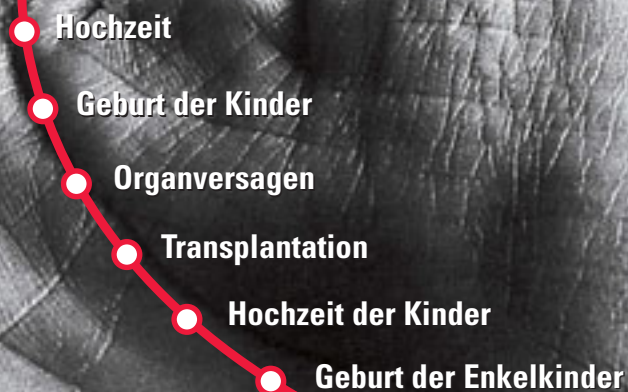 Hochzeit
Geburt der Kinder
Organversagen
Transplantation
Hochzeit der Kinder
Geburt der Enkelkinder